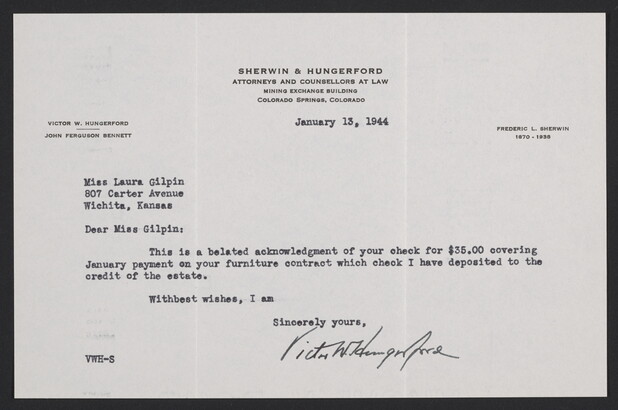 SHERWIN & HUNGERFORD
ATTORNEYS AND COUNSELLORS AT LAW
MINING EXCHANGE BUILDING
COLORADO SPRINGS, COLORADO
January 13, 1944
VICTOR W. HUNGERFORD
JOHN FERGUSON BENNETT
FREDERIC L. SHERWIN
1870 - 1938
Miss Laura Gilpin
807 Carter Avenue
Wichita, Kansas
Dear Miss Gilpin:
This is a belated acknowledgment of your check for $35.00 covering
January payment on your furniture contract which check I have deposited to the
credit of the estate.
Withbest wishes, I am
Sincerely yours,
Victor W. Hungerford
VWH-S